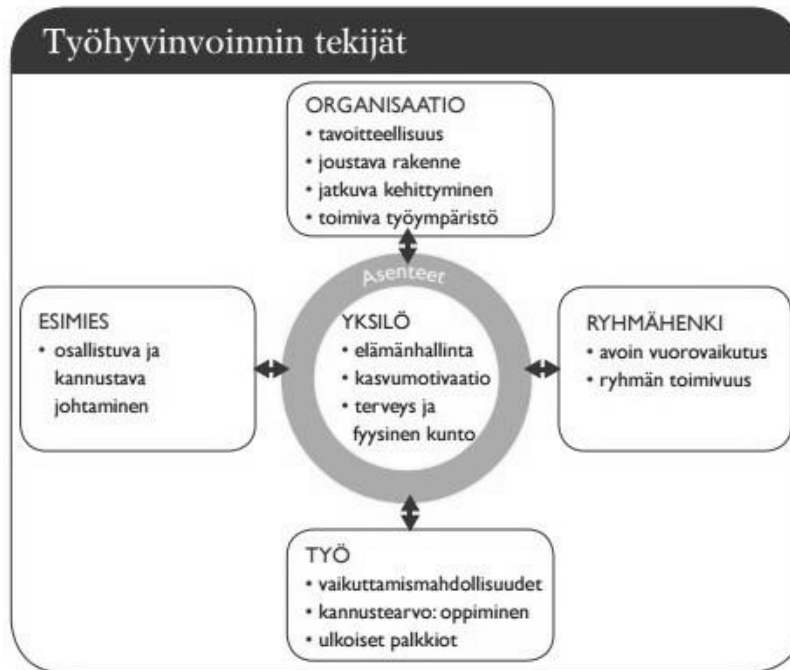 Työhyvinvoinnin tekijät
ORGANISAATIO
• tavoitteellisuus
• joustava rakenne
• jatkuva kehittyminen
• toimiva työympäristö
Asenteet
ESIMIES
• osallistuva ja
kannustava
johtaminen
YKSILÖ
• elämänhallinta
• kasvumotivaatio
• terveys ja
fyysinen kunto
RYHMÄHENKI
• avoin vuorovaikutus
• ryhmän toimivuus
TYÖ
• vaikuttamismahdollisuudet
• kannustearvo: oppiminen
• ulkoiset palkkiot